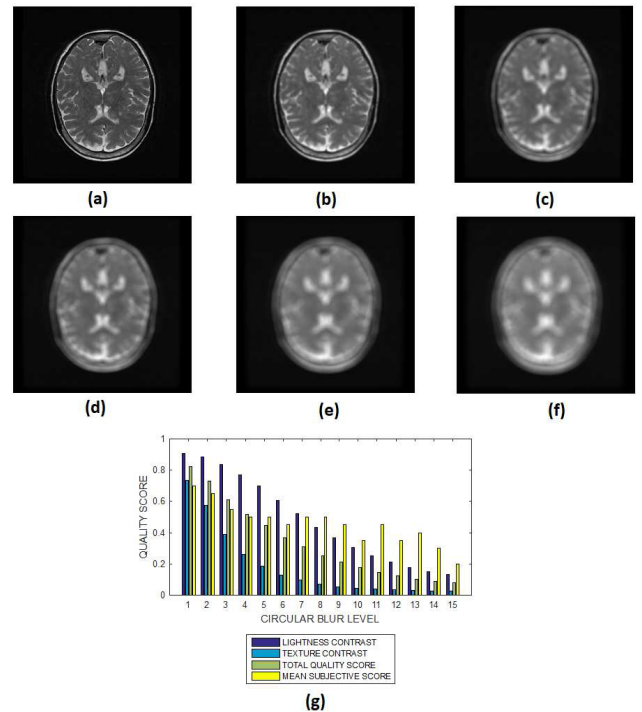 (a) (b) (c)
(d) (e) (f)
1
0.8
0.6
0.4
0.2
0
QUALITY SCORE
1 2 3 4 5 6 7 8 9 10 11 12 13 14 15
CIRCULAR BLUR LEVEL
LIGHTNESS CONTRAST
TEXTURE CONTRAST
TOTAL QUALITY SCORE
MEAN SUBJECTIVE SCORE
(g)